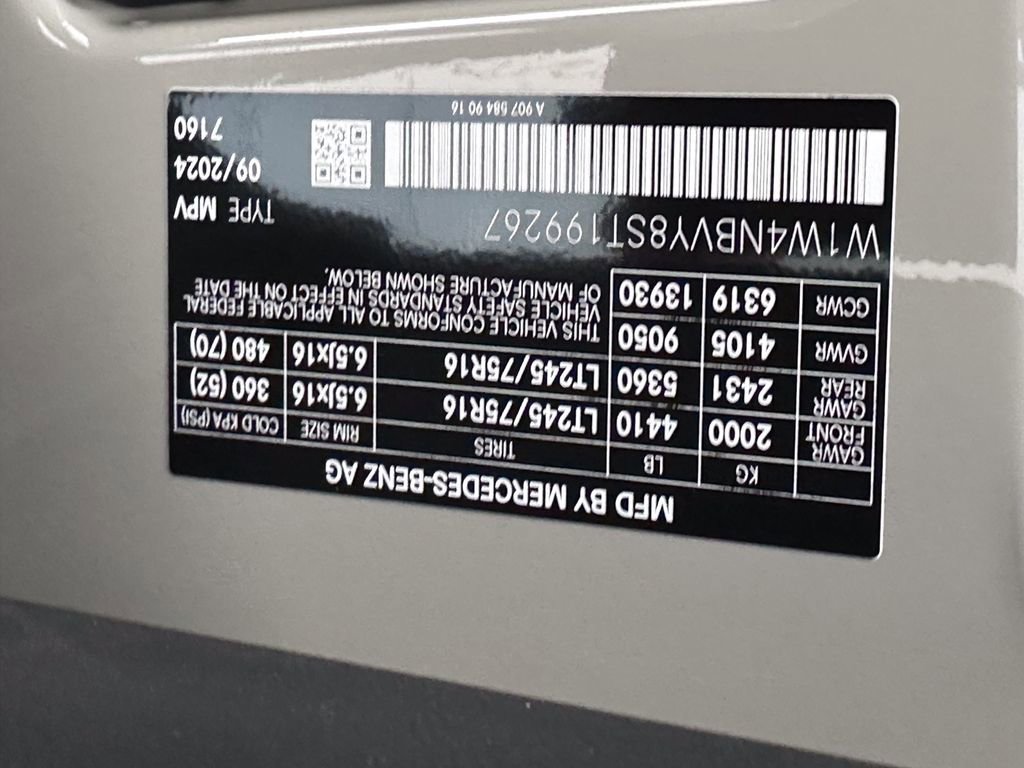 MFD BY MERCEDES-BENZ AG
KG LB TIRES RIM SIZE COLD KPA (PSI)
GAWR FRONT 2000 4410 LT245/75R16 6.5Jx16 360 (52)
GAWR REAR 2431 5360 LT245/75R16 6.5Jx16 480 (70)
GVWR 4105 9050
GCWR 6319 13930
THIS VEHICLE CONFORMS TO ALL APPLICABLE FEDERAL
VEHICLE SAFETY STANDARDS IN EFFECT ON THE DATE
OF MANUFACTURE SHOWN BELOW.
W1W4NBVY8ST199267
TYPE MPV
09/2024
7160
A 907 584 90 16